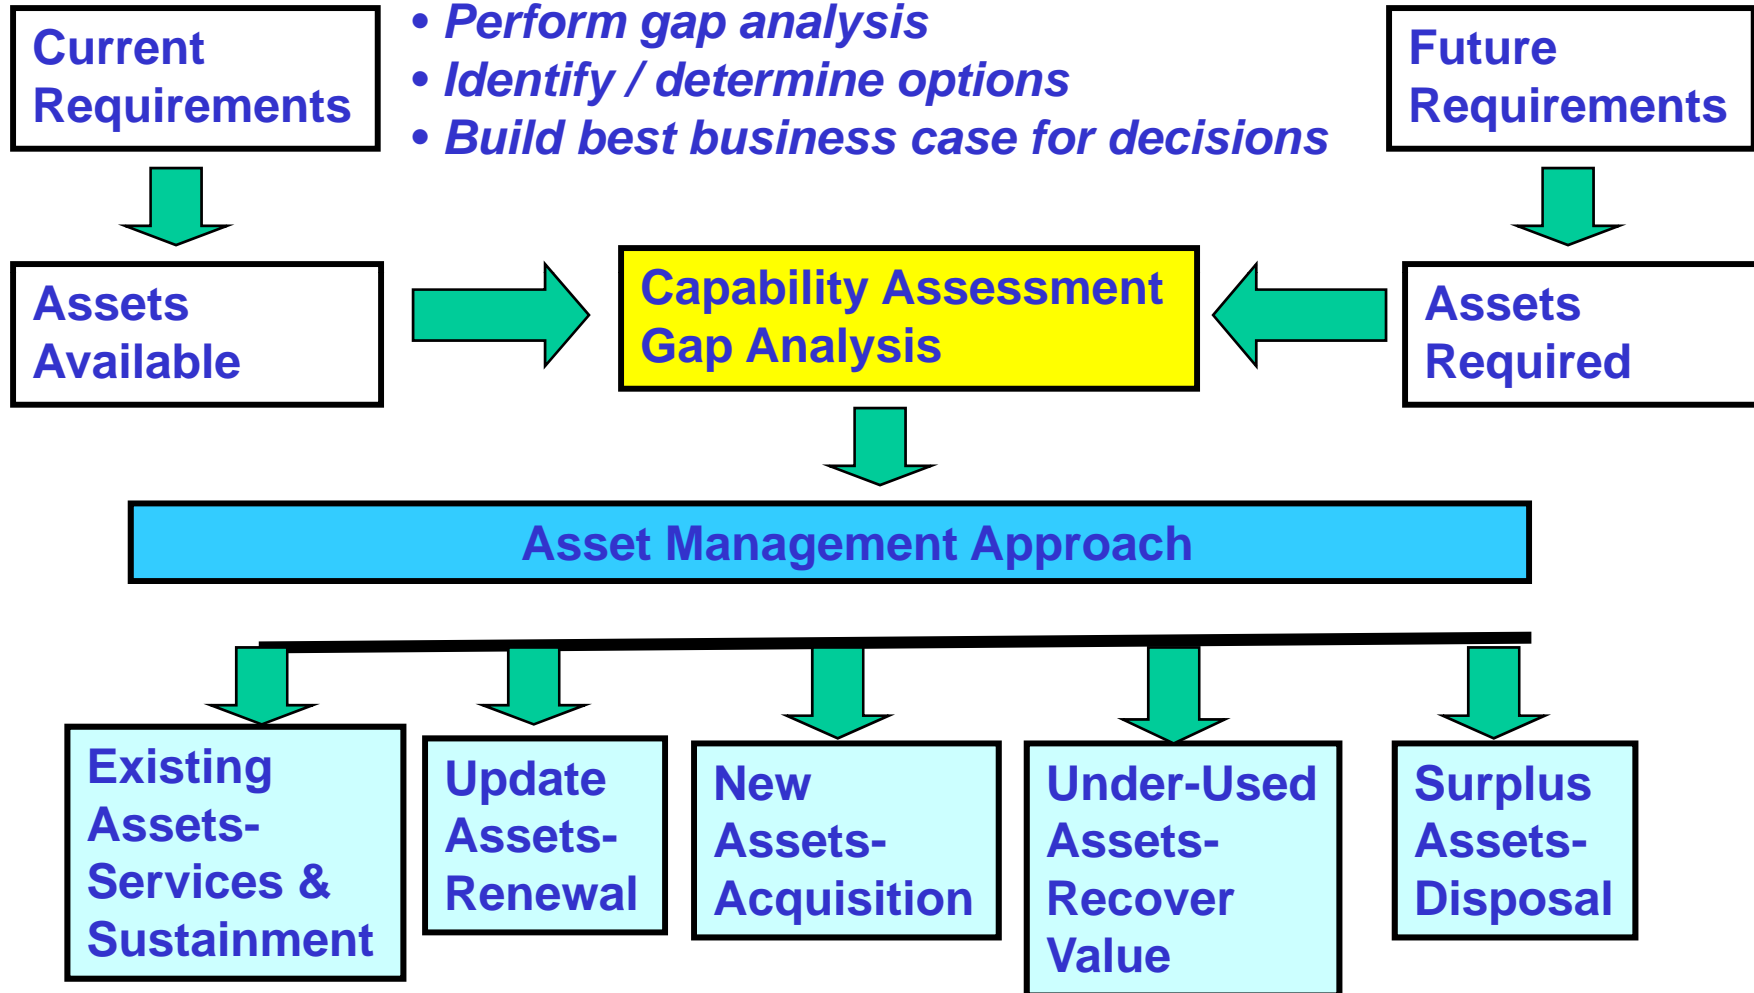 Current
Requirements
• Perform gap analysis
• Identify / determine options
• Build best business case for decisions
Future
Requirements
Assets
Available
Capability Assessment
Gap Analysis
Assets
Required
Asset Management Approach
Existing
Assets-
Services &
Sustainment
Update
Assets-
Renewal
New
Assets-
Acquisition
Under-Used
Assets-
Recover
Value
Surplus
Assets-
Disposal